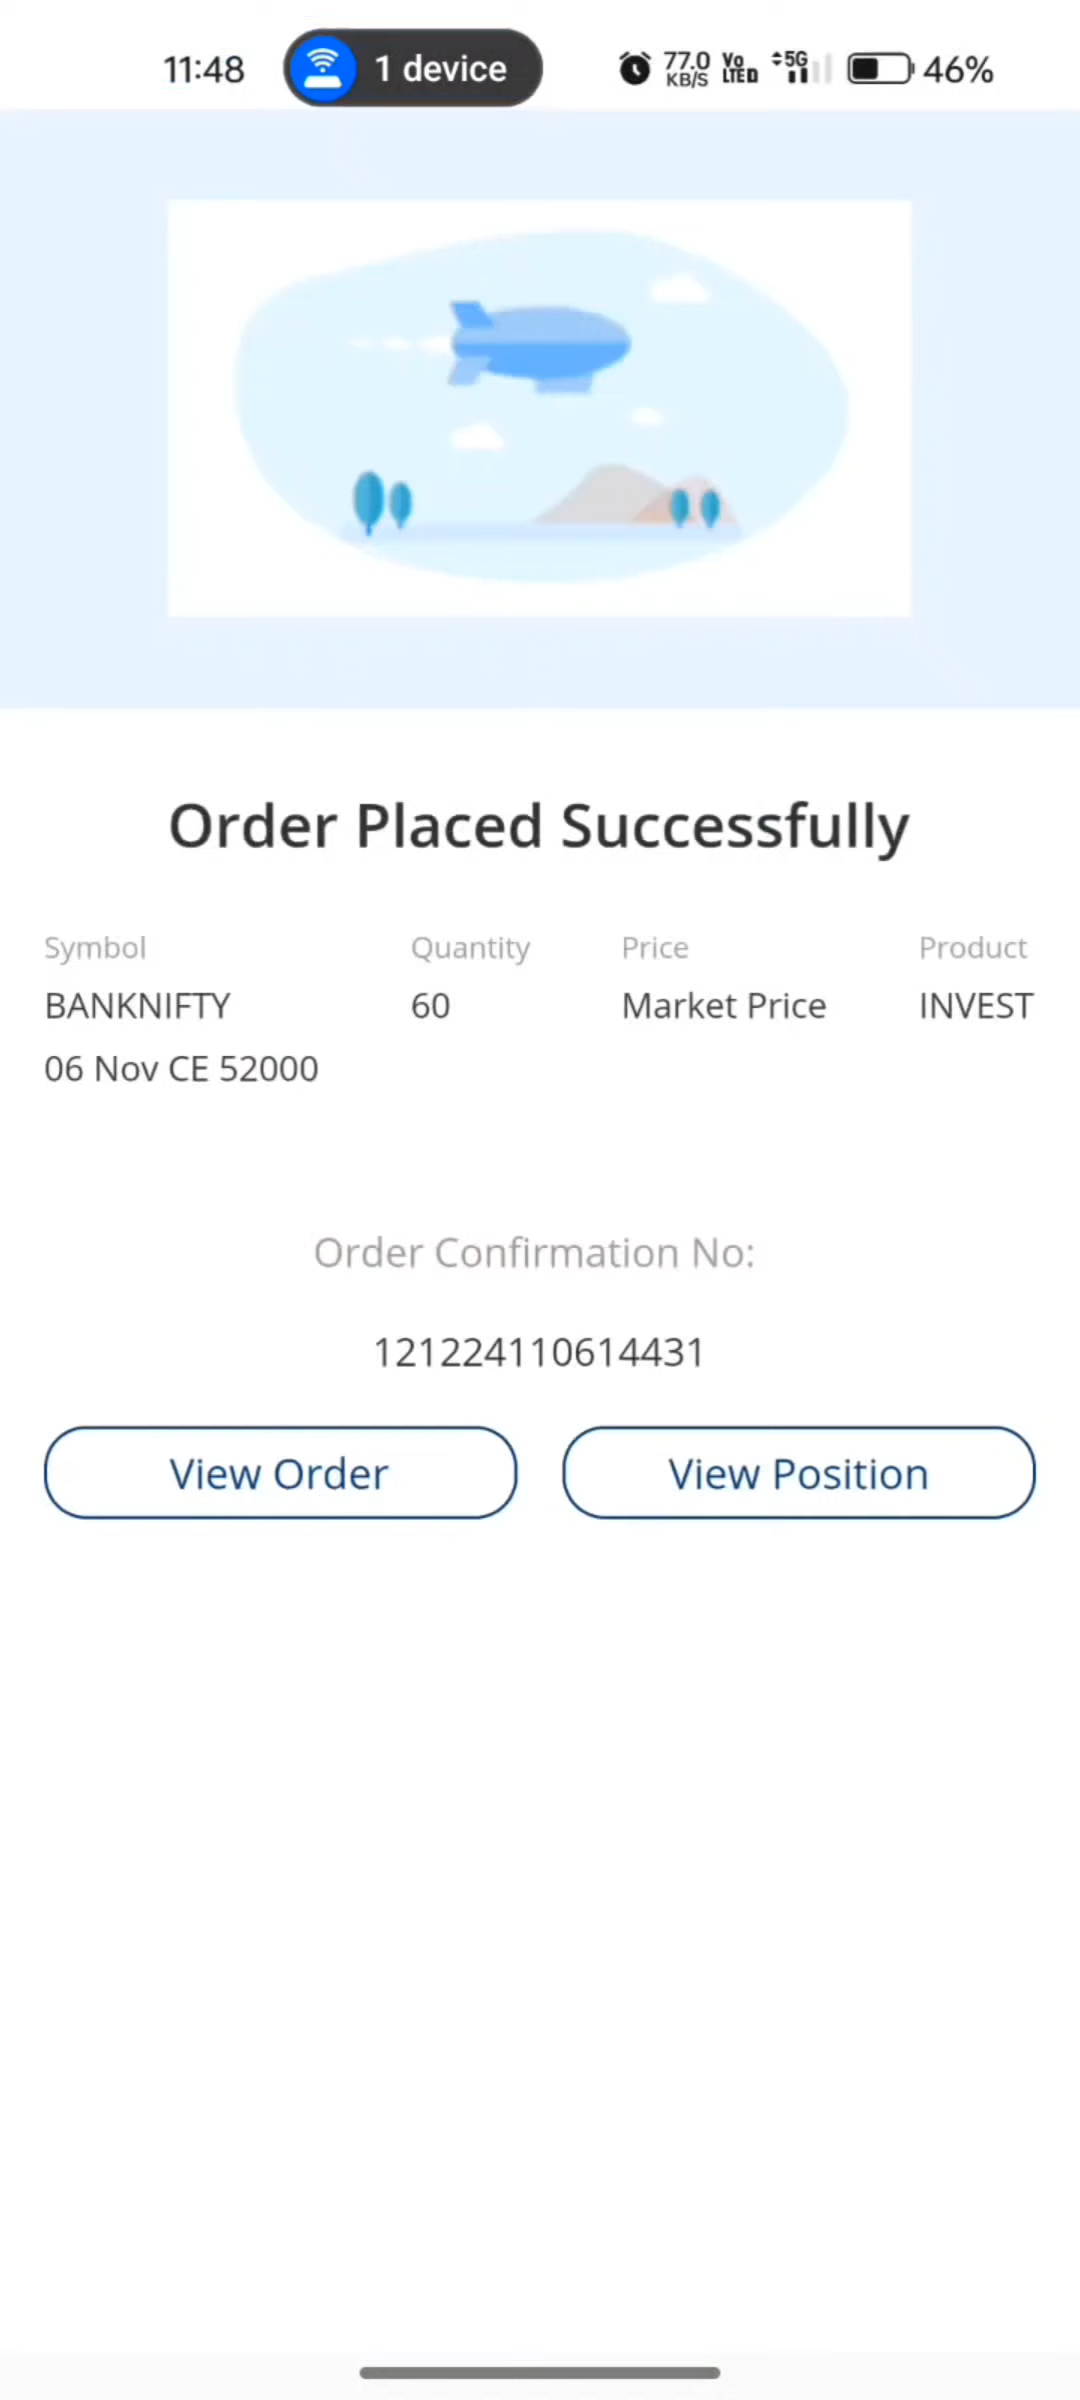 11:48 1 device 77.0 KB/S Vo LTE D 5G 46%
Order Placed Successfully
Symbol Quantity Price Product
BANKNIFTY 60 Market Price INVEST
06 Nov CE 52000
Order Confirmation No:
121224110614431
View Order View Position